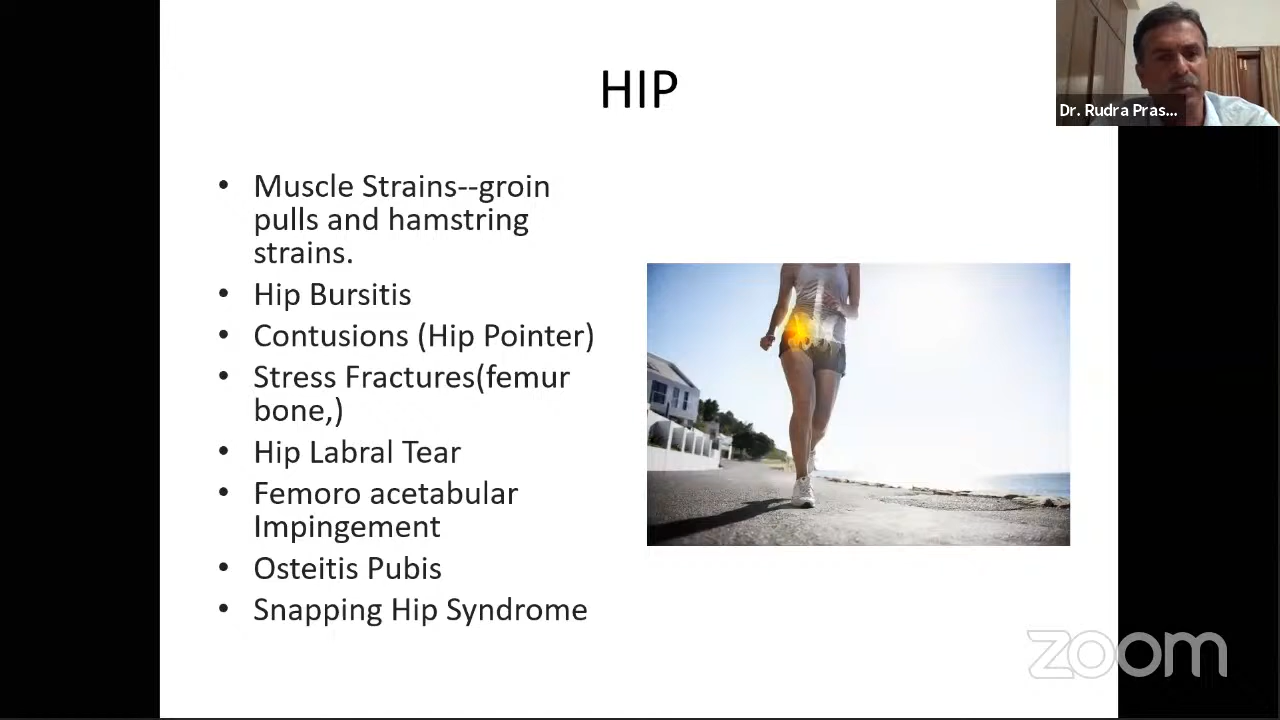 HIP
Dr. Rudra Pras...
• Muscle Strains--groin
pulls and hamstring
strains.
• Hip Bursitis
• Contusions (Hip Pointer)
• Stress Fractures(femur
bone,)
• Hip Labral Tear
• Femoro acetabular
Impingement
• Osteitis Pubis
• Snapping Hip Syndrome
zoom